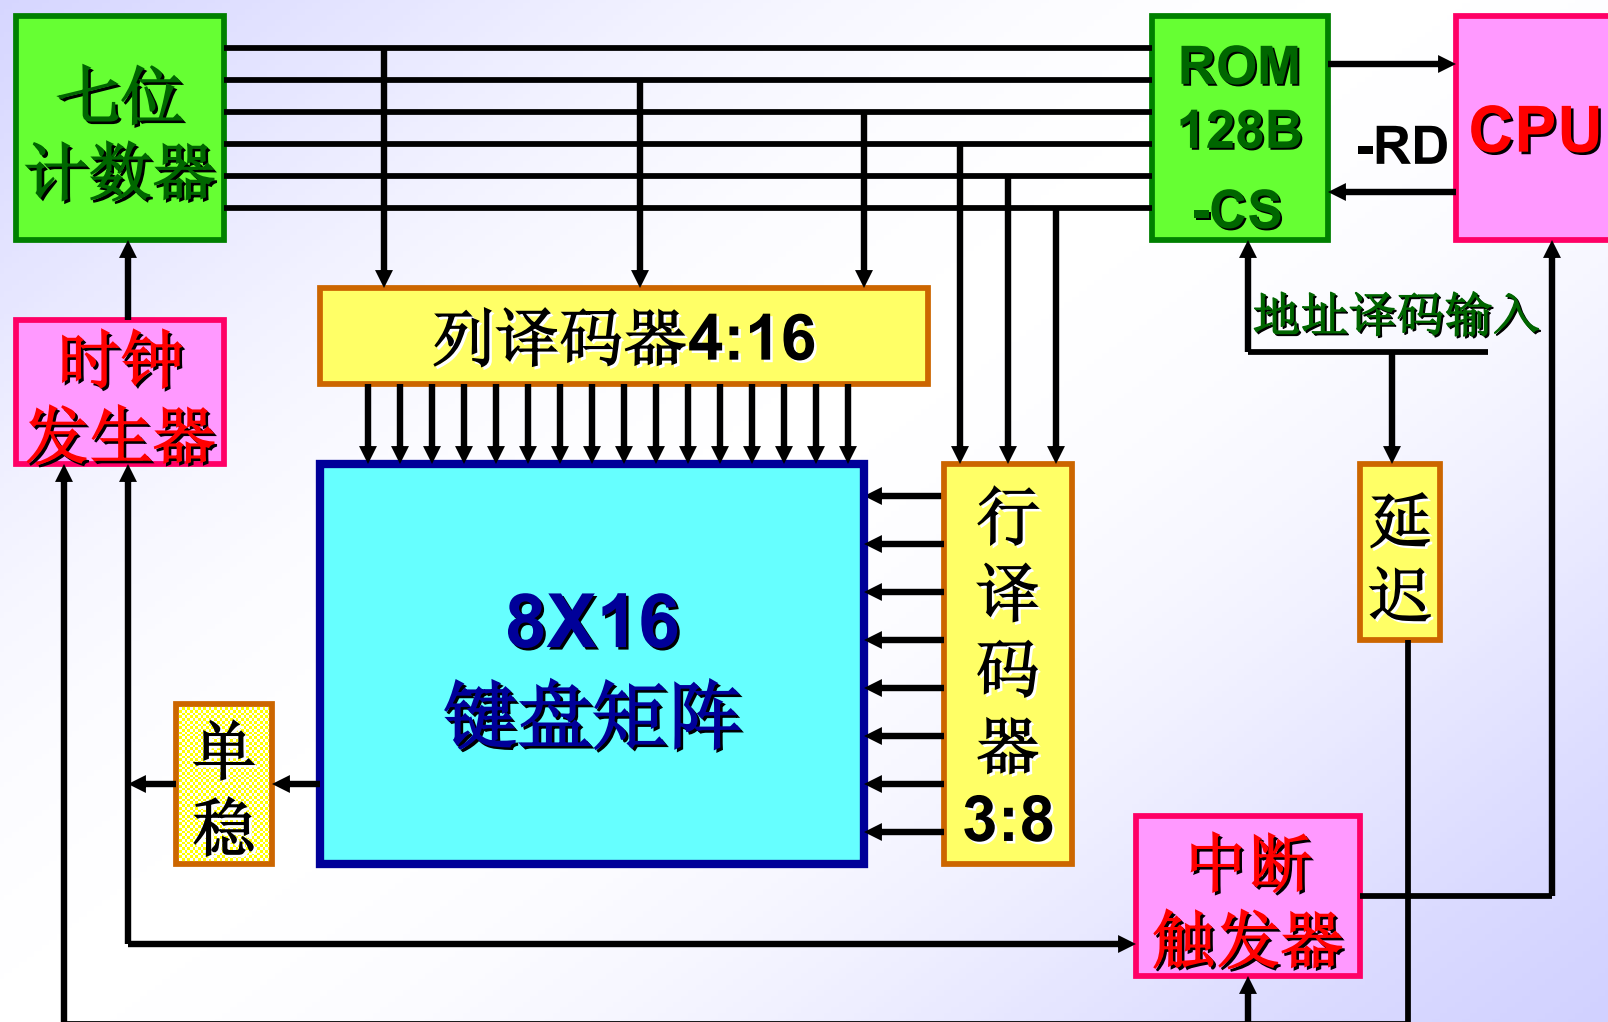 七位
计数器
ROM
128B
-CS
-RD
CPU
地址译码输入
列译码器4:16
时钟
发生器
8X16
键盘矩阵
行
译
码
器
3:8
延
迟
单
稳
中断
触发器